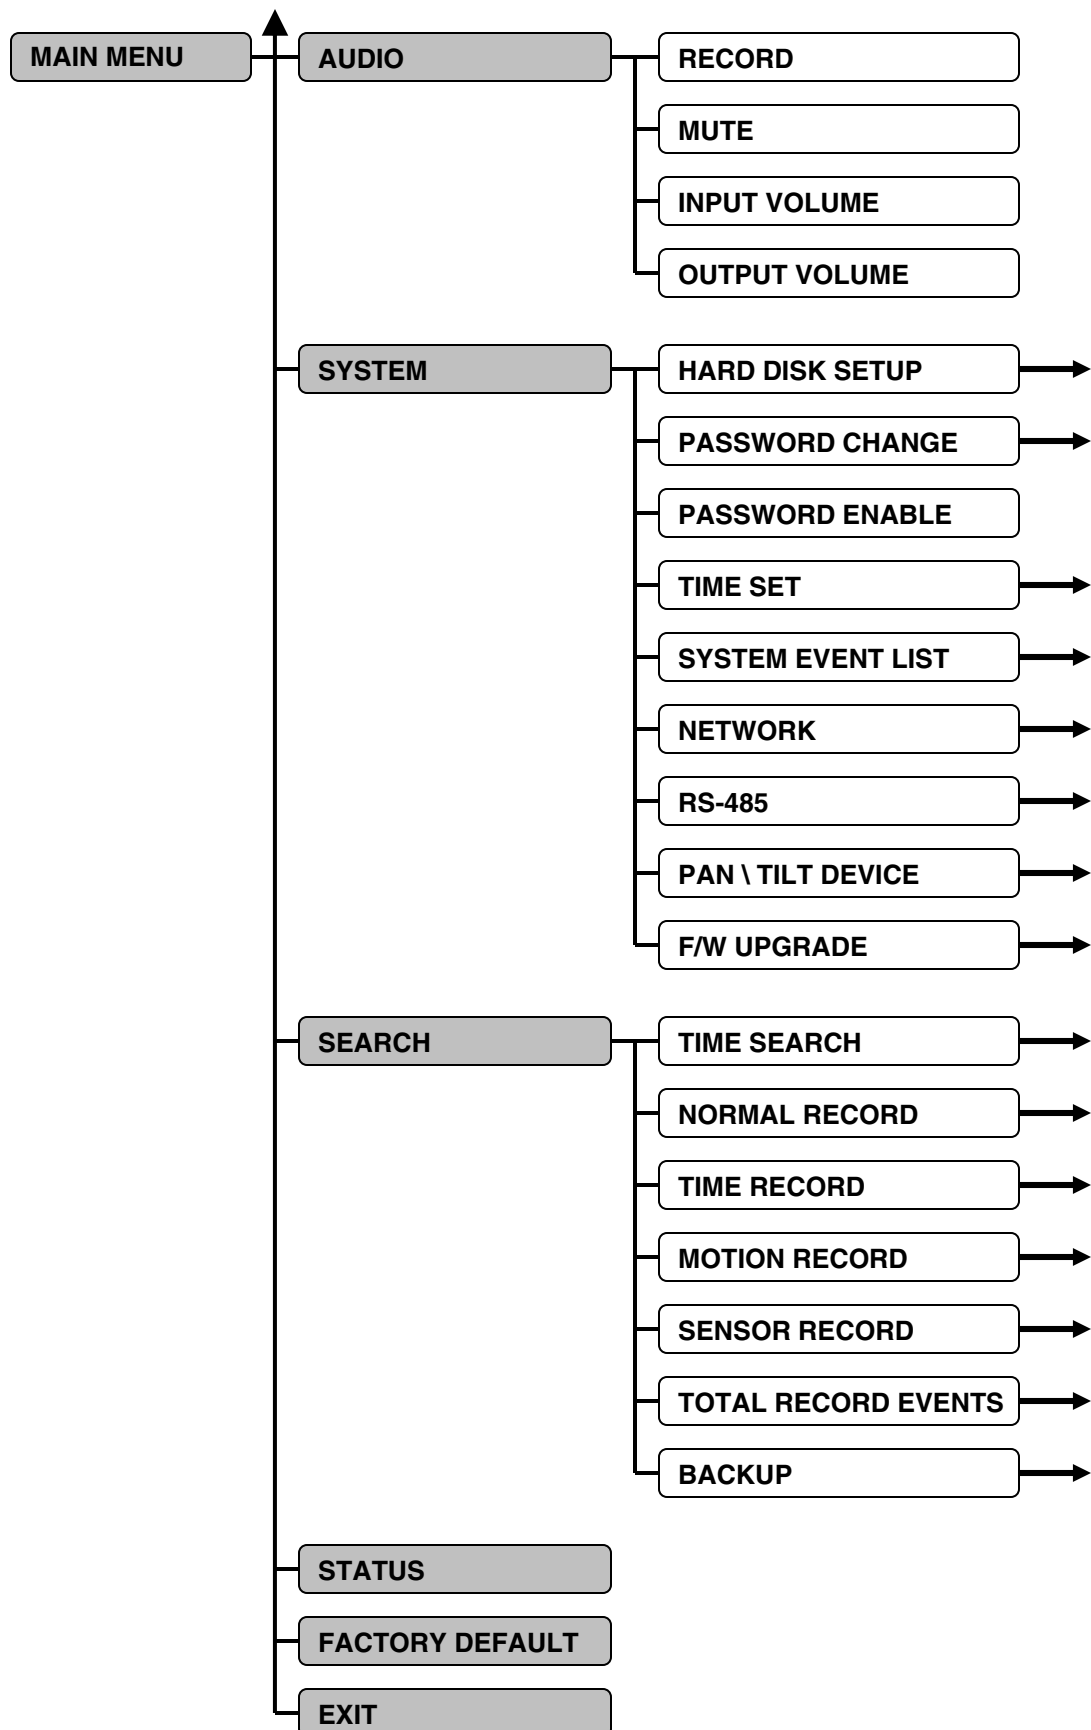 MAIN MENU
AUDIO
RECORD
MUTE
INPUT VOLUME
OUTPUT VOLUME
SYSTEM
HARD DISK SETUP
PASSWORD CHANGE
PASSWORD ENABLE
TIME SET
SYSTEM EVENT LIST
NETWORK
RS-485
PAN \ TILT DEVICE
F/W UPGRADE
SEARCH
TIME SEARCH
NORMAL RECORD
TIME RECORD
MOTION RECORD
SENSOR RECORD
TOTAL RECORD EVENTS
BACKUP
STATUS
FACTORY DEFAULT
EXIT